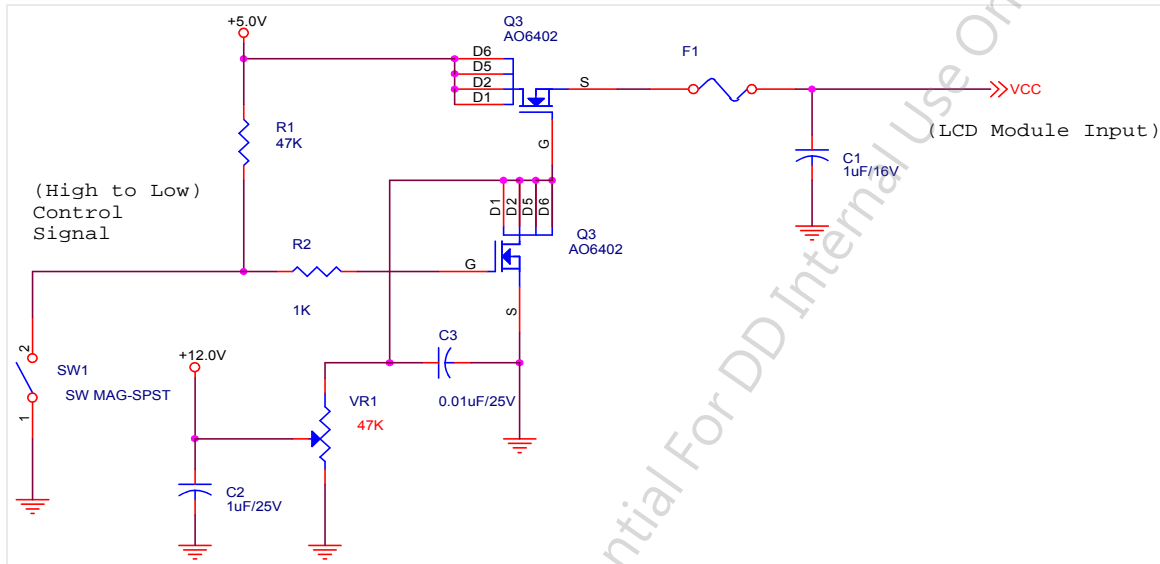 +5.0V
Q3
AO6402
D6
D5
D2
D1
S
G
F1
VCC
(LCD Module Input)
C1
1uF/16V
R1
47K
(High to Low)
Control
Signal
D1
D2
D5
D6
Q3
AO6402
R2
1K
G
S
C3
0.01uF/25V
+12.0V
2
SW1
SW MAG-SPST
1
VR1
47K
C2
1uF/25V
ntial For DD Internal Use On